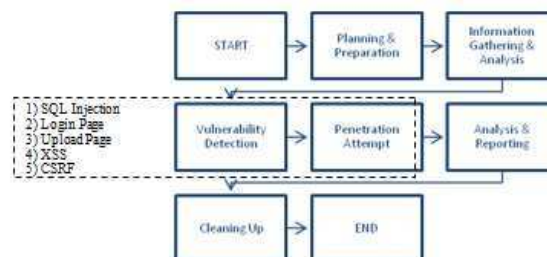 START
Planning &
Preparation
Information
Gathering &
Analysis
1) SQL Injection
2) Login Page
3) Upload Page
4) XSS
5) CSRF
Vulnerability
Detection
Penetration
Attempt
Analysis &
Reporting
Cleaning Up
END